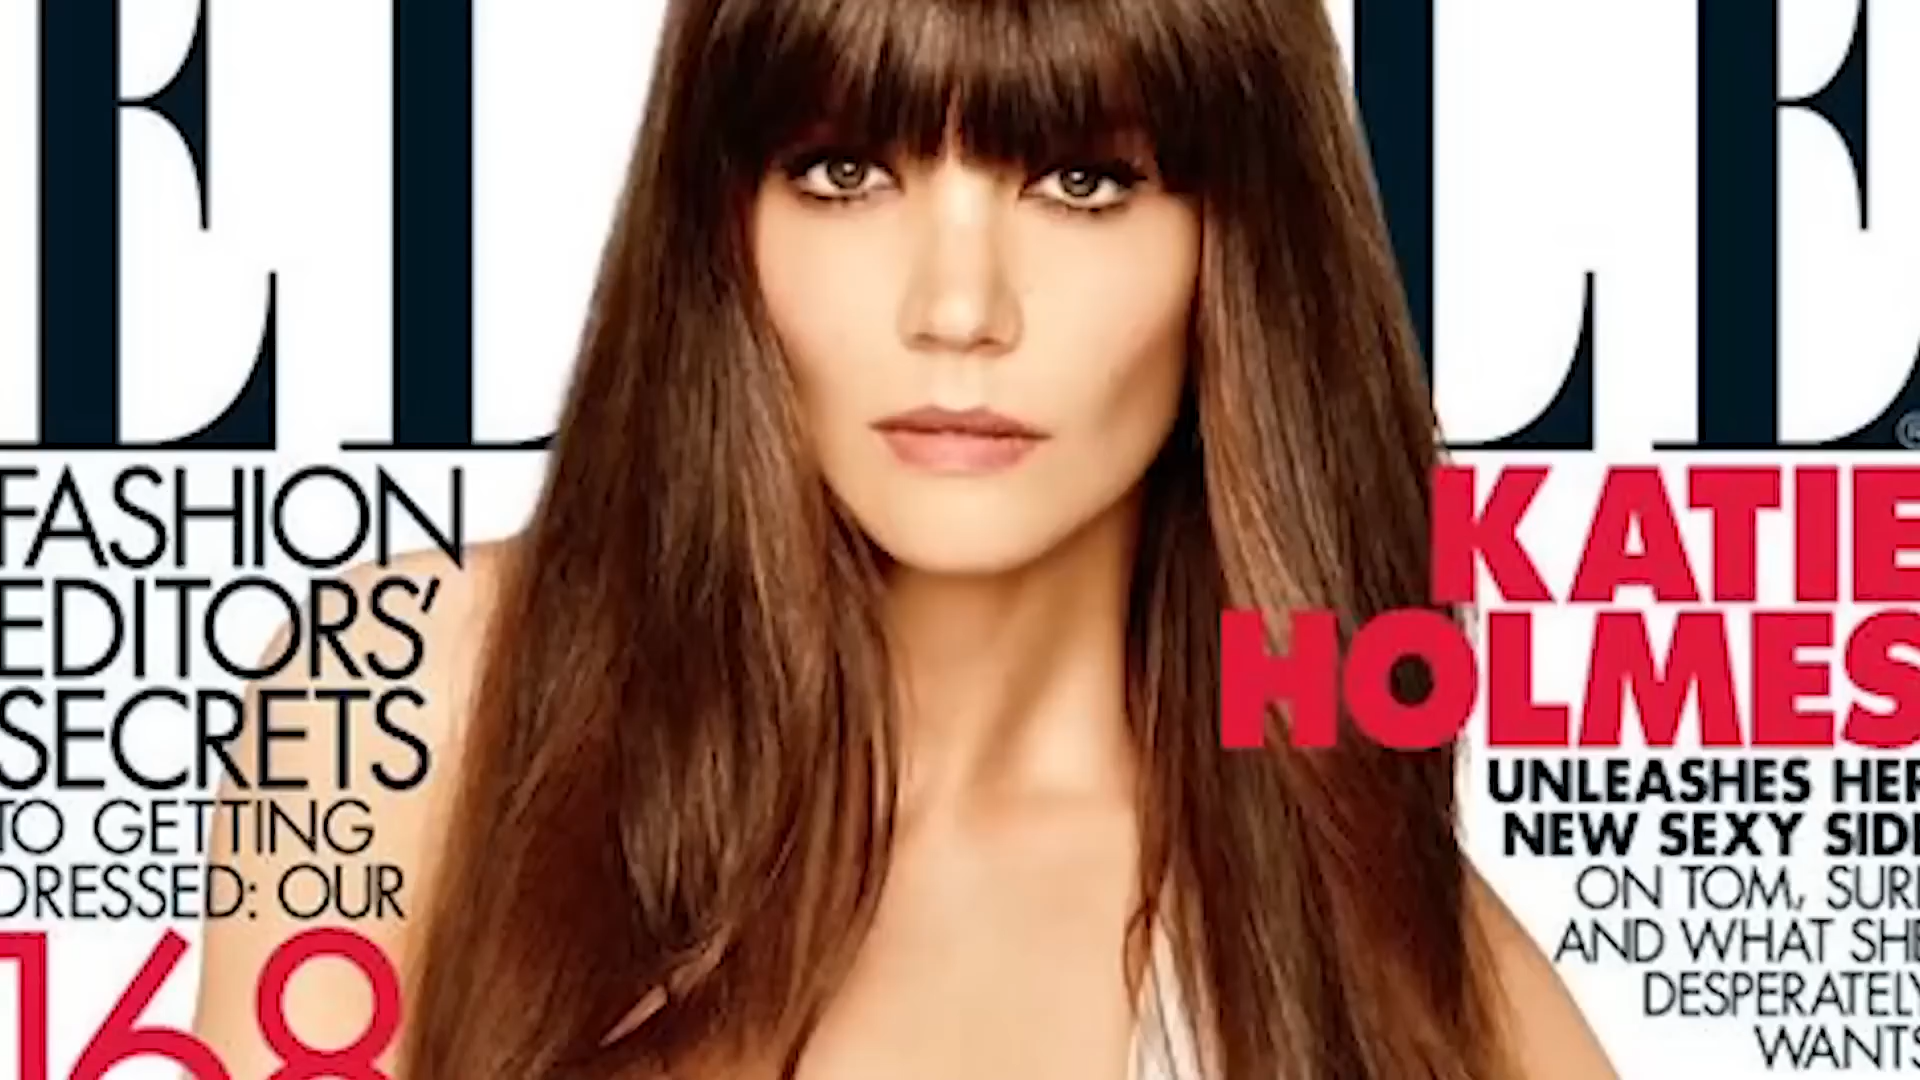 ELLE
FASHION
EDITORS'
SECRETS
TO GETTING
DRESSED: OUR
168
KATIE
HOLMES
UNLEASHES HER
NEW SEXY SIDE
ON TOM, SURI
AND WHAT SHE
DESPERATELY
WANTS